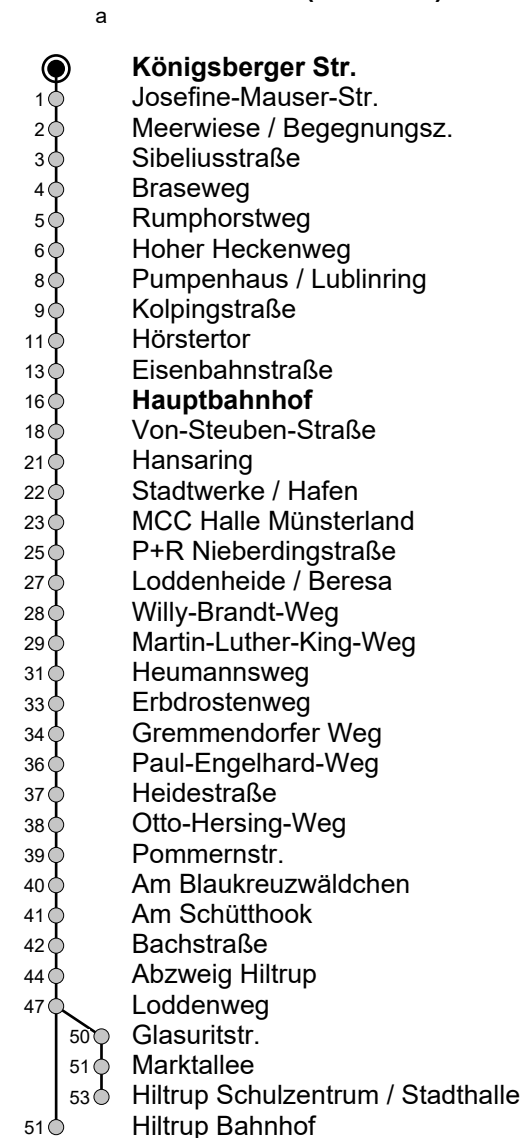 a
Königsberger Str.
1 Josefine-Mauser-Str.
2 Meerwiese / Begegnungsz.
3 Sibeliusstraße
4 Braseweg
5 Rumphorstweg
6 Hoher Heckenweg
8 Pumpenhaus / Lublinring
9 Kolpingstraße
11 Hörstertor
13 Eisenbahnstraße
16 Hauptbahnhof
18 Von-Steuben-Straße
21 Hansaring
22 Stadtwerke / Hafen
23 MCC Halle Münsterland
25 P+R Nieberdingstraße
27 Loddenheide / Beresa
28 Willy-Brandt-Weg
29 Martin-Luther-King-Weg
31 Heumannsweg
33 Erbdrostenweg
34 Gremmendorfer Weg
36 Paul-Engelhard-Weg
37 Heidestraße
38 Otto-Hersing-Weg
39 Pommernstr.
40 Am Blaukreuzwäldchen
41 Am Schütthook
42 Bachstraße
44 Abzweig Hiltrup
47 Loddenweg
50 Glasuritstr.
51 Marktallee
53 Hiltrup Schulzentrum / Stadthalle
51 Hiltrup Bahnhof